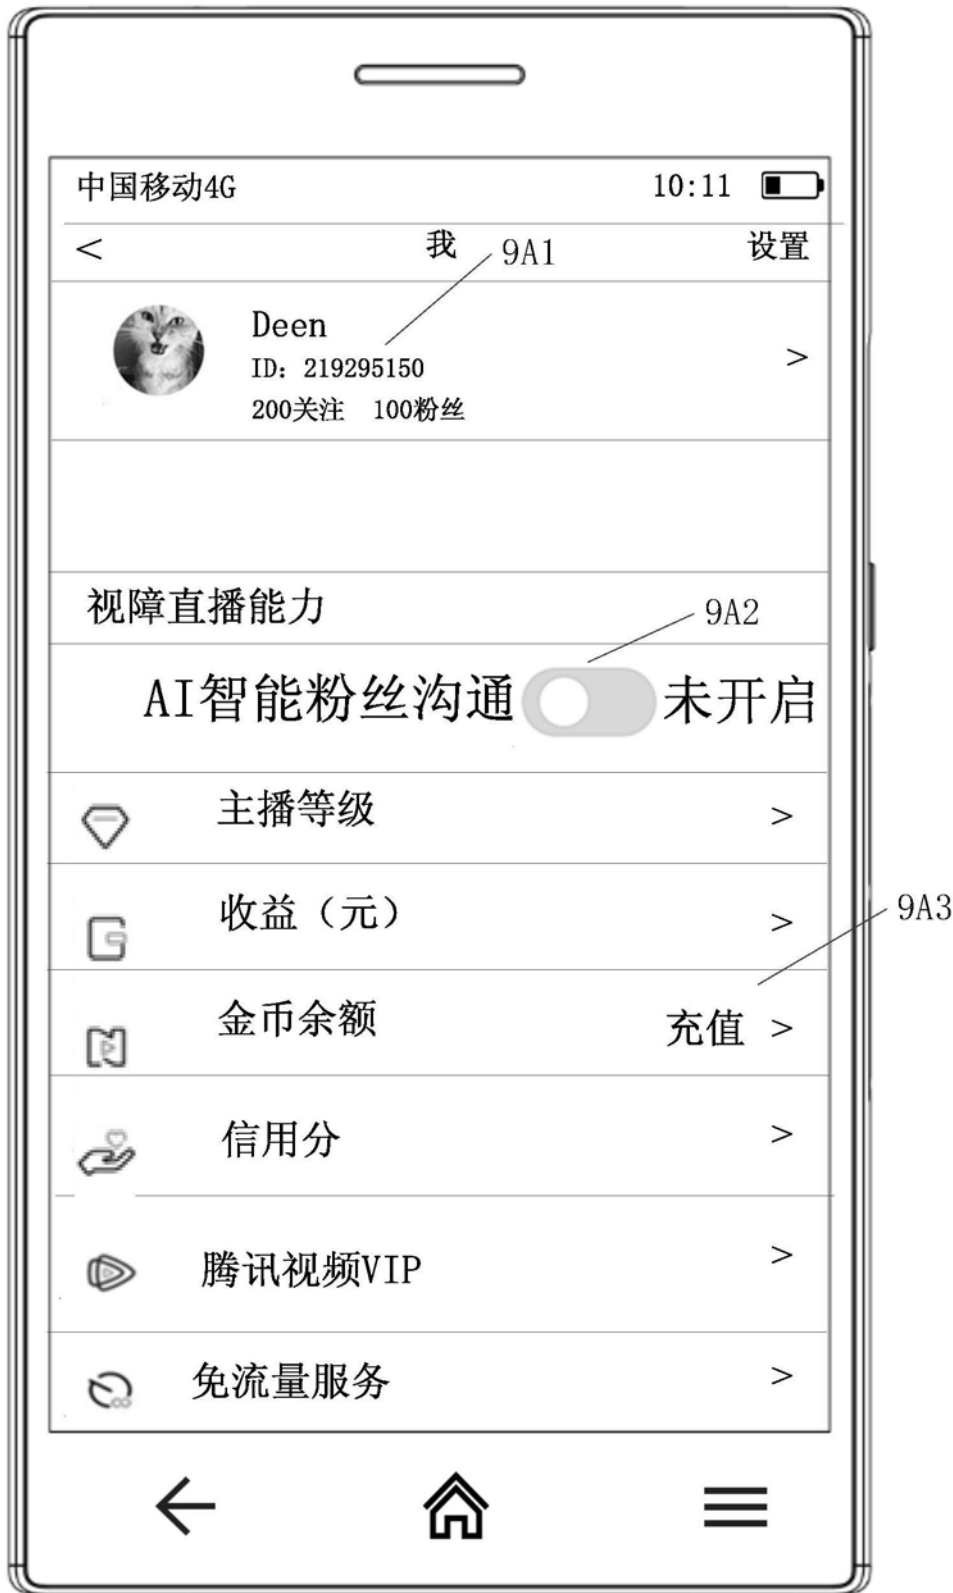 中国移动4G 10:11
< 我 设置
9A1
Deen
ID: 219295150 >
200关注 100粉丝
视障直播能力
9A2
AI智能粉丝沟通 未开启
主播等级 >
收益（元） >
9A3
金币余额 充值 >
信用分 >
腾讯视频VIP >
免流量服务 >